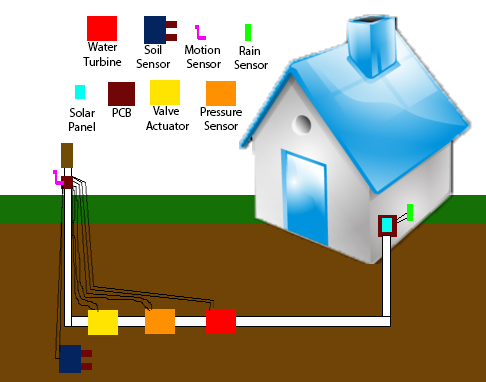 Water
Turbine
Soil
Sensor
Motion
Sensor
Rain
Sensor
Solar
Panel
PCB
Valve
Actuator
Pressure
Sensor